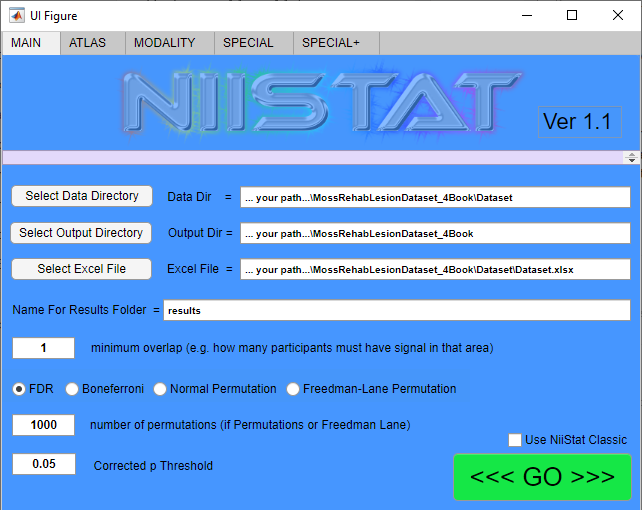 UI Figure
MAIN ATLAS MODALITY SPECIAL SPECIAL+
NIISTAT
Ver 1.1
Select Data Directory Data Dir = ... your path...\MossRehabLesionDataset_4Book\Dataset
Select Output Directory Output Dir = ... your path...\MossRehabLesionDataset_4Book
Select Excel File Excel File = ... your path...\MossRehabLesionDataset_4Book\Dataset\Dataset.xlsx
Name For Results Folder = results
1 minimum overlap (e.g. how many participants must have signal in that area)
FDR Boneferroni Normal Permutation Freedman-Lane Permutation
1000 number of permutations (if Permutations or Freedman Lane)
Use NiiStat Classic
0.05 Corrected p Threshold
<<< GO >>>